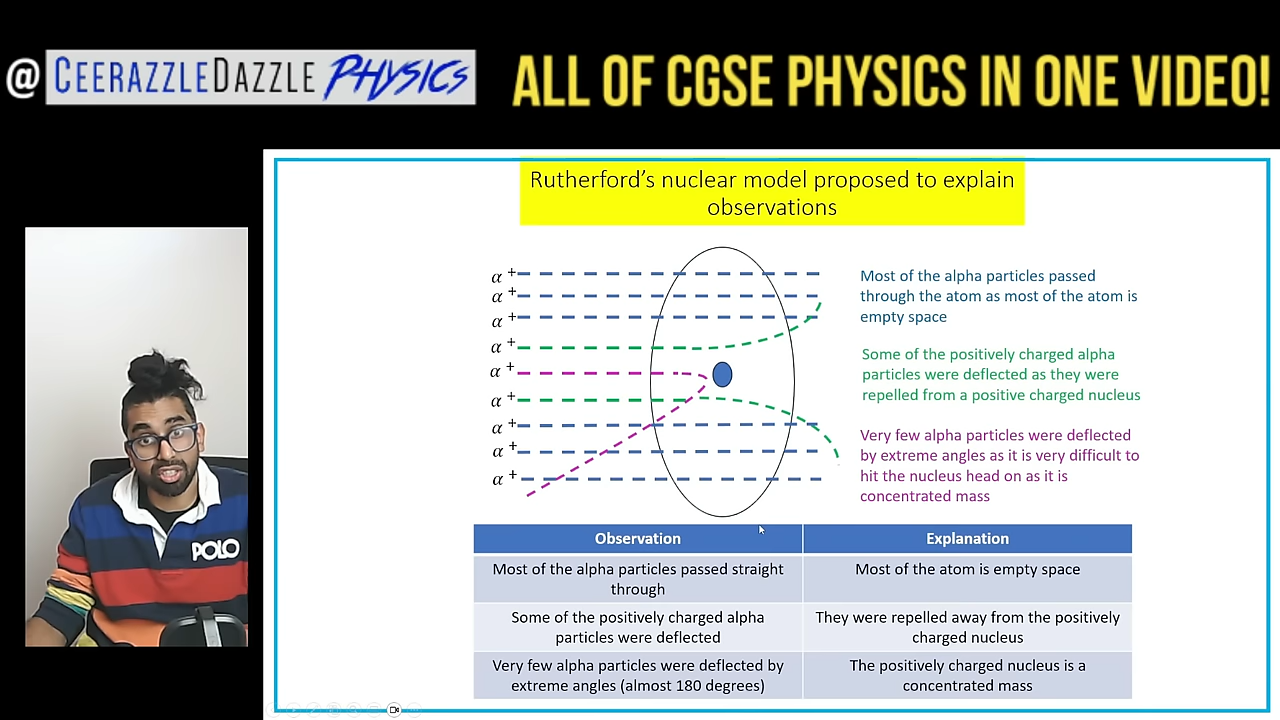 @ CEERAZZLEDAZZLE PHYSICS ALL OF CGSE PHYSICS IN ONE VIDEO!
Rutherford's nuclear model proposed to explain
observations
α +
α +
α +
α +
α +
α +
α +
α +
α +
Most of the alpha particles passed
through the atom as most of the atom is
empty space
Some of the positively charged alpha
particles were deflected as they were
repelled from a positive charged nucleus
Very few alpha particles were deflected
by extreme angles as it is very difficult to
hit the nucleus head on as it is
concentrated mass
POLO
Observation Explanation
Most of the alpha particles passed straight
through
Most of the atom is empty space
Some of the positively charged alpha
particles were deflected
They were repelled away from the positively
charged nucleus
Very few alpha particles were deflected by
extreme angles (almost 180 degrees)
The positively charged nucleus is a
concentrated mass